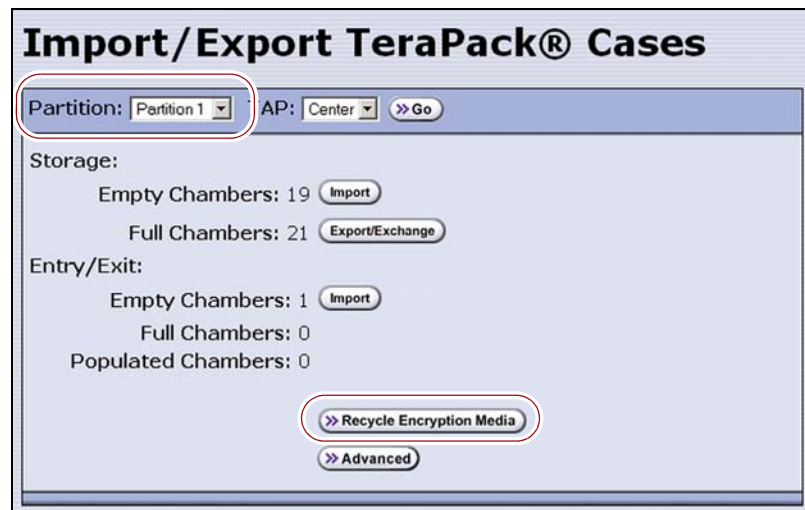 Import/Export TeraPack® Cases
Partition: Partition 1 TAP: Center >> Go
Storage:
Empty Chambers: 19 Import
Full Chambers: 21 Export/Exchange
Entry/Exit:
Empty Chambers: 1 Import
Full Chambers: 0
Populated Chambers: 0
>> Recycle Encryption Media
>> Advanced